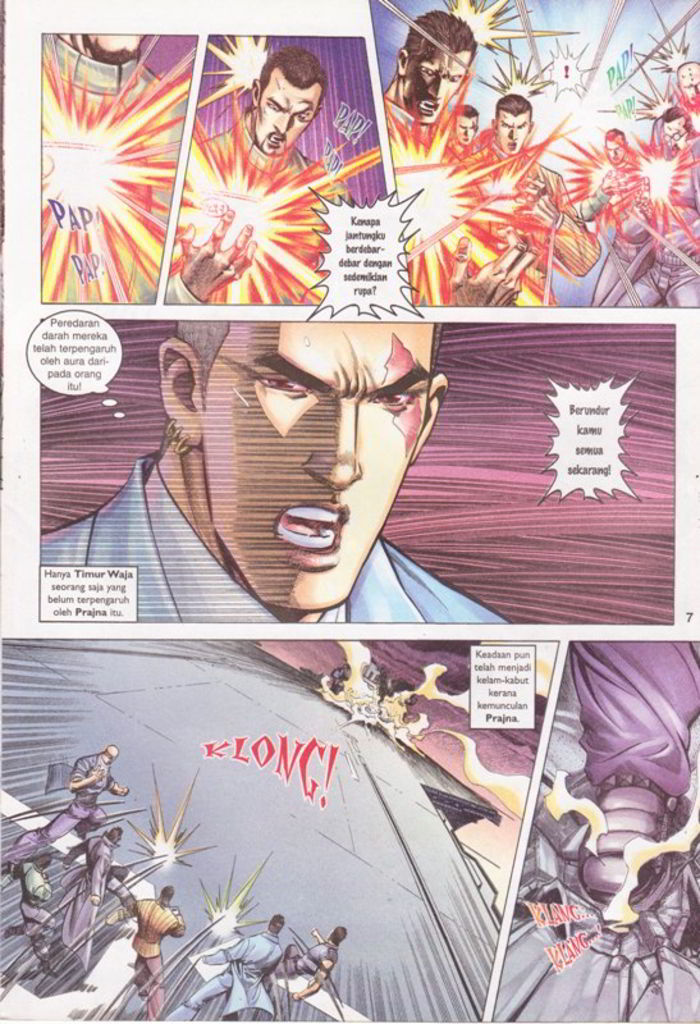 PAP!
PAP!
PAP!
PAP!
PAP!
PAP!
!
Kenapa
jantungku
berdebar-
debar dengan
sedemikian
rupa?
Peredaran
darah mereka
telah terpengaruh
oleh aura dari-
pada orang
itu!
Berundur
kamu
semua
sekarang!
Hanya Timur Waja
seorang saja yang
belum terpengaruh
oleh Prajna itu.
7
Keadaan pun
telah menjadi
kelam-kabut
kerana
kemunculan
Prajna.
KLONG!
KLANG...
KLANG...